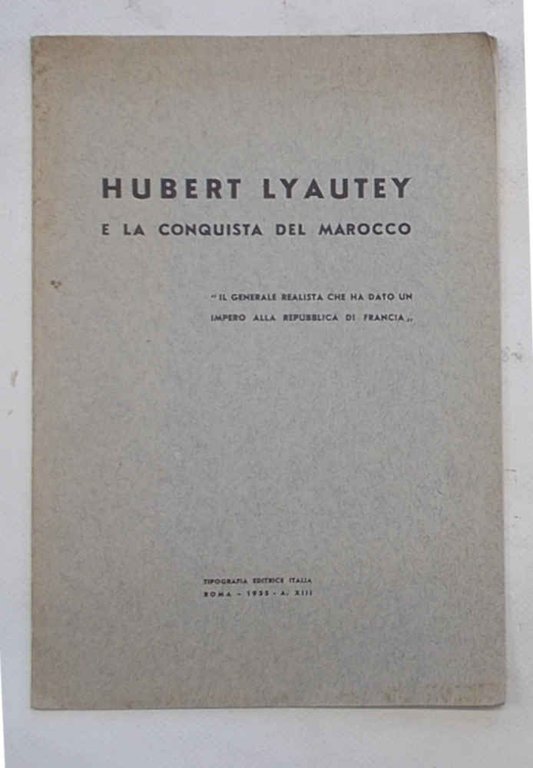 HUBERT LYAUTEY
E LA CONQUISTA DEL MAROCCO
" IL GENERALE REALISTA CHE HA DATO UN
IMPERO ALLA REPUBBLICA DI FRANCIA „
TIPOGRAFIA EDITRICE ITALIA
ROMA - 1935 - A. XIII